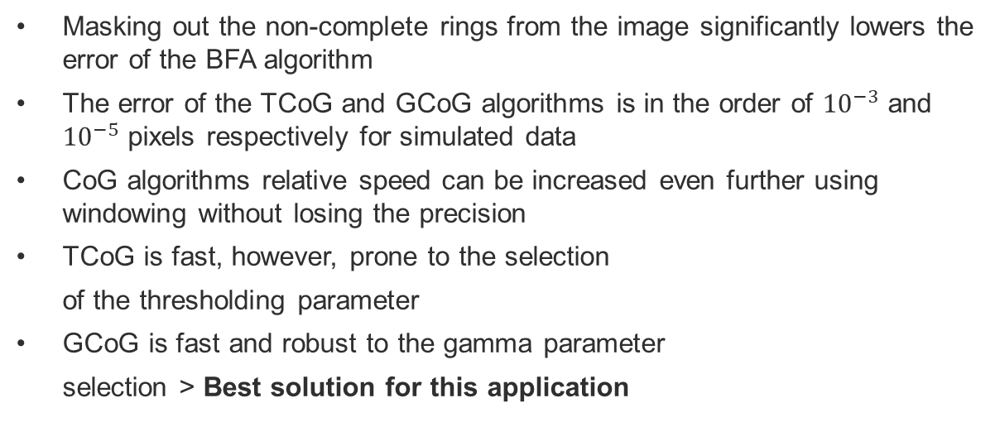 • Masking out the non-complete rings from the image significantly lowers the
error of the BFA algorithm
• The error of the TCoG and GCoG algorithms is in the order of 10⁻³ and
10⁻⁵ pixels respectively for simulated data
• CoG algorithms relative speed can be increased even further using
windowing without losing the precision
• TCoG is fast, however, prone to the selection
of the thresholding parameter
• GCoG is fast and robust to the gamma parameter
selection > Best solution for this application